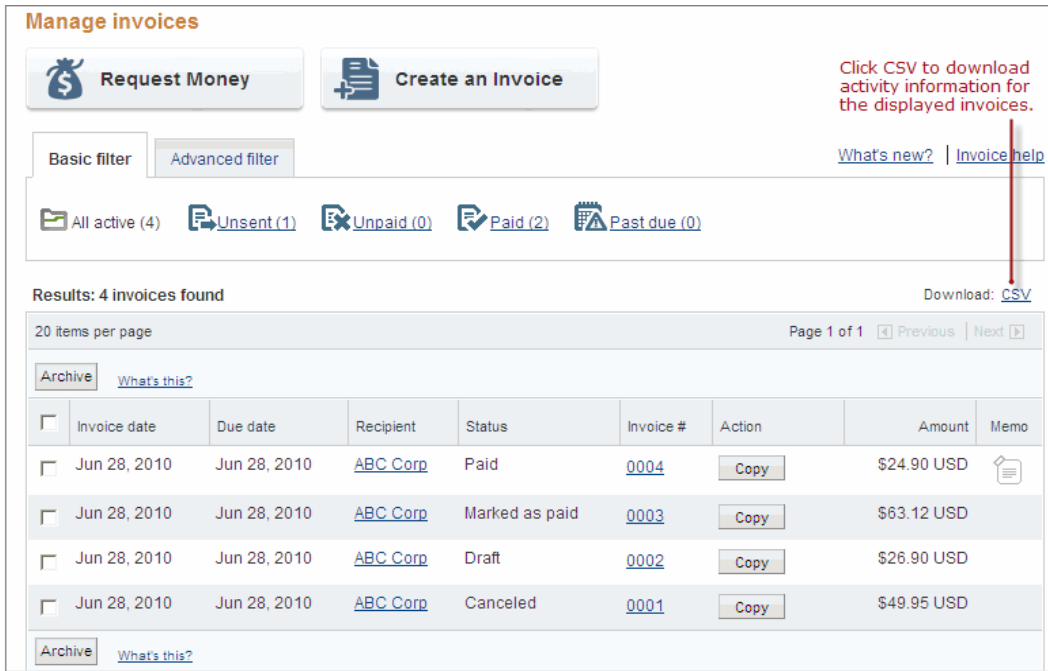 Manage invoices
Request Money
Create an Invoice
Click CSV to download
activity information for
the displayed invoices.
Basic filter
Advanced filter
What's new? | Invoice help
All active (4) Unsent (1) Unpaid (0) Paid (2) Past due (0)
Results: 4 invoices found
Download: CSV
20 items per page
Page 1 of 1 Previous | Next
Archive What's this?
Invoice date Due date Recipient Status Invoice # Action Amount Memo
Jun 28, 2010 Jun 28, 2010 ABC Corp Paid 0004 Copy $24.90 USD
Jun 28, 2010 Jun 28, 2010 ABC Corp Marked as paid 0003 Copy $63.12 USD
Jun 28, 2010 Jun 28, 2010 ABC Corp Draft 0002 Copy $26.90 USD
Jun 28, 2010 Jun 28, 2010 ABC Corp Canceled 0001 Copy $49.95 USD
Archive What's this?